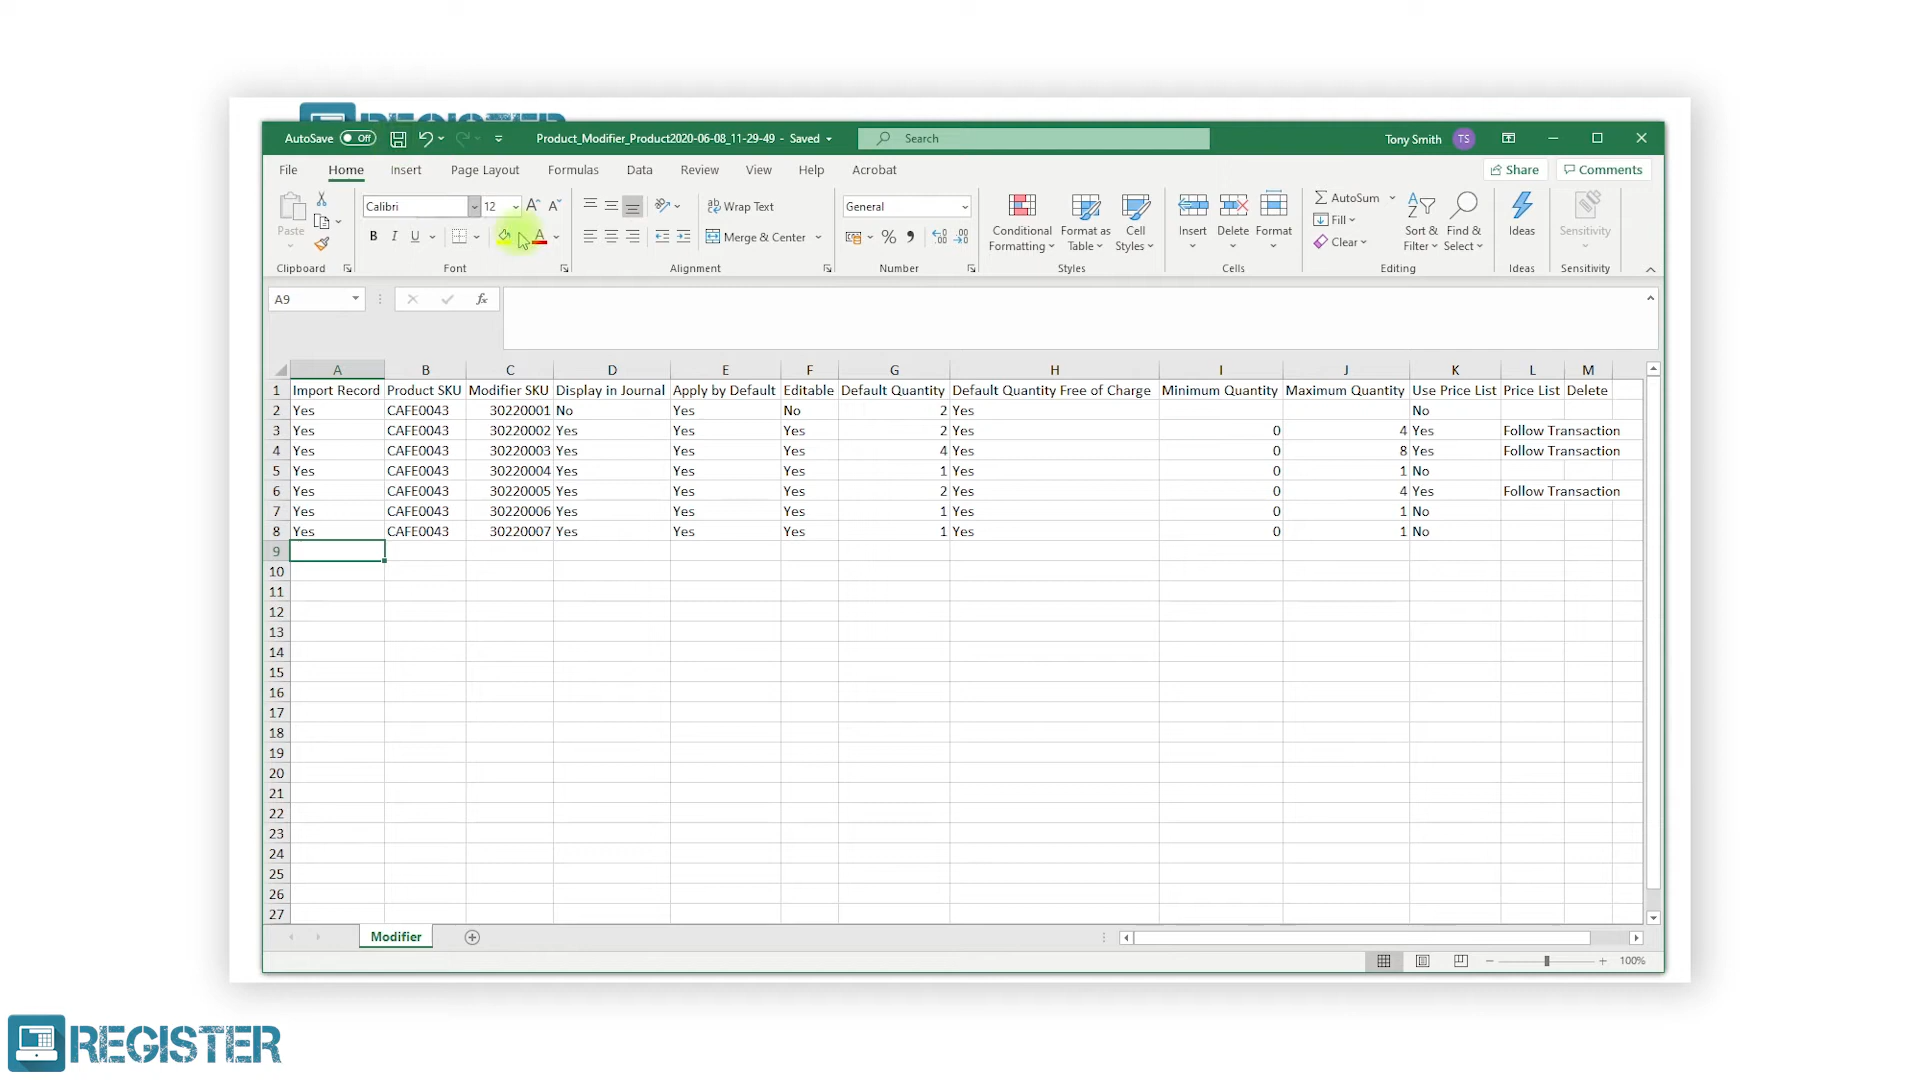 REGISTER
AutoSave Off Product_Modifier_Product2020-06-08_11-29-49 - Saved Search Tony Smith TS
File Home Insert Page Layout Formulas Data Review View Help Acrobat Share Comments
Paste Calibri 12 Wrap Text General Conditional Formatting Format as Table Cell Styles Insert Delete Format AutoSum Fill Clear Sort & Filter Find & Select Ideas Sensitivity
B I U A Merge & Center % ,
Clipboard Font Alignment Number Styles Cells Editing Ideas Sensitivity
A9 fx
A B C D E F G H I J K L M
1 Import Record Product SKU Modifier SKU Display in Journal Apply by Default Editable Default Quantity Default Quantity Free of Charge Minimum Quantity Maximum Quantity Use Price List Price List Delete
2 Yes CAFE0043 30220001 No Yes No 2 Yes No
3 Yes CAFE0043 30220002 Yes Yes Yes 2 Yes 0 4 Yes Follow Transaction
4 Yes CAFE0043 30220003 Yes Yes Yes 4 Yes 0 8 Yes Follow Transaction
5 Yes CAFE0043 30220004 Yes Yes Yes 1 Yes 0 1 No
6 Yes CAFE0043 30220005 Yes Yes Yes 2 Yes 0 4 Yes Follow Transaction
7 Yes CAFE0043 30220006 Yes Yes Yes 1 Yes 0 1 No
8 Yes CAFE0043 30220007 Yes Yes Yes 1 Yes 0 1 No
9
10
11
12
13
14
15
16
17
18
19
20
21
22
23
24
25
26
27
Modifier
100%
REGISTER